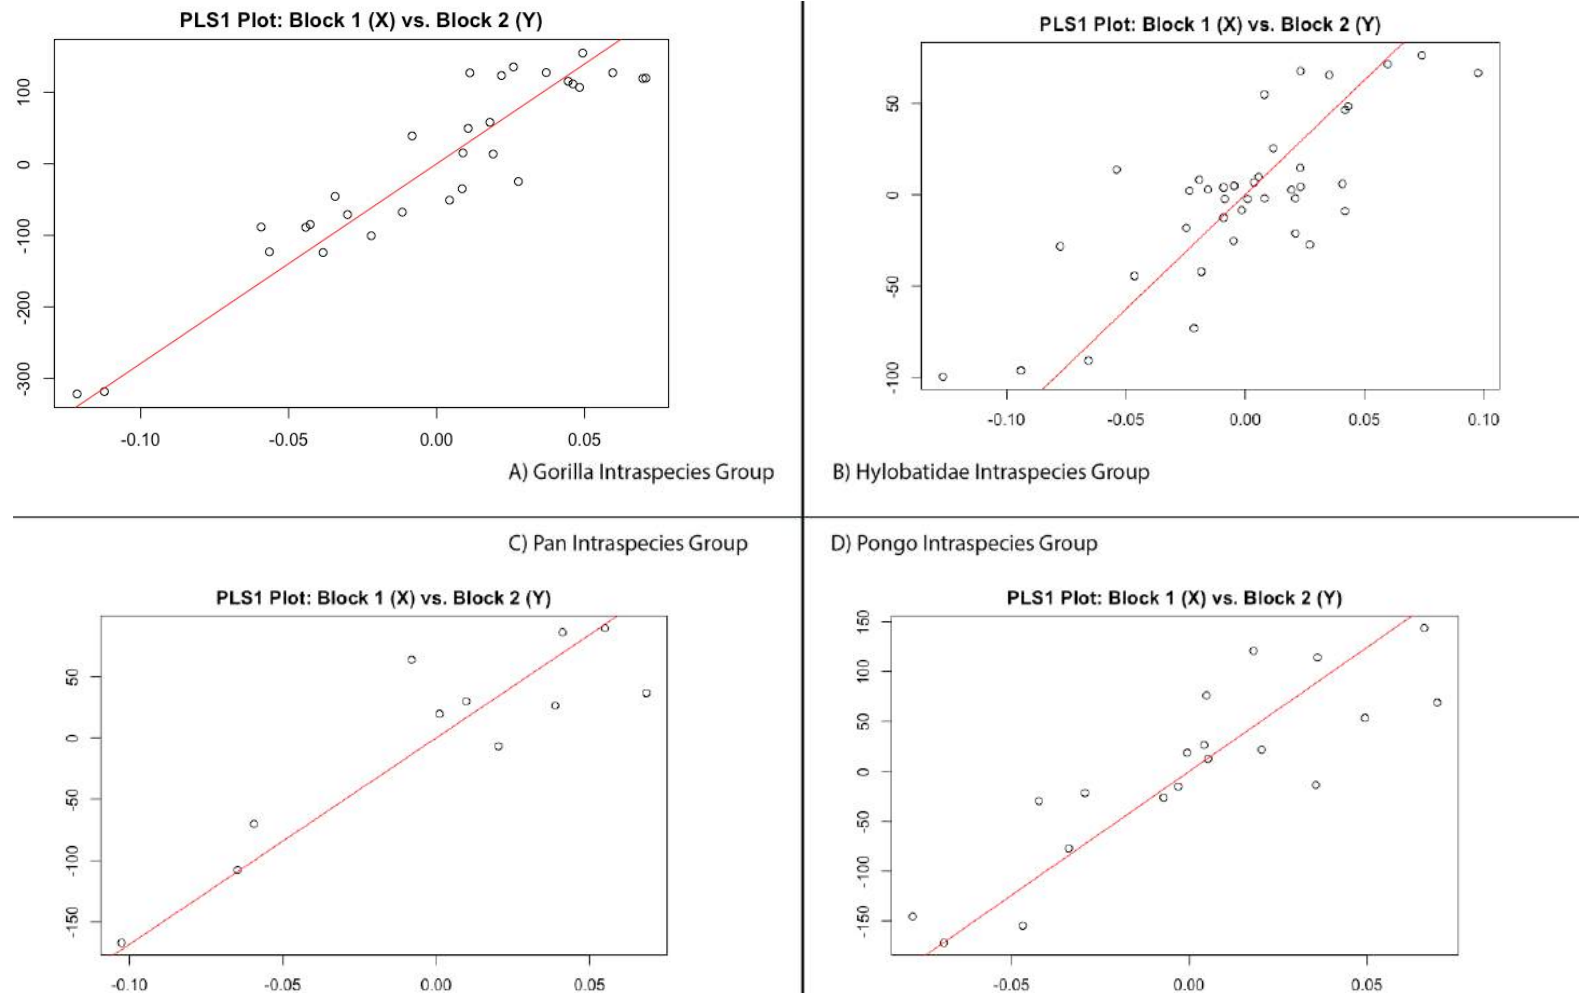 PLS1 Plot: Block 1 (X) vs. Block 2 (Y)
100
0
-100
-200
-300
-0.10 -0.05 0.00 0.05
A) Gorilla Intraspecies Group
PLS1 Plot: Block 1 (X) vs. Block 2 (Y)
50
0
-50
-100
-0.10 -0.05 0.00 0.05 0.10
B) Hylobatidae Intraspecies Group
C) Pan Intraspecies Group
PLS1 Plot: Block 1 (X) vs. Block 2 (Y)
50
0
-50
-100
-150
-0.10 -0.05 0.00 0.05
D) Pongo Intraspecies Group
PLS1 Plot: Block 1 (X) vs. Block 2 (Y)
150
100
50
0
-50
-100
-150
-0.05 0.00 0.05